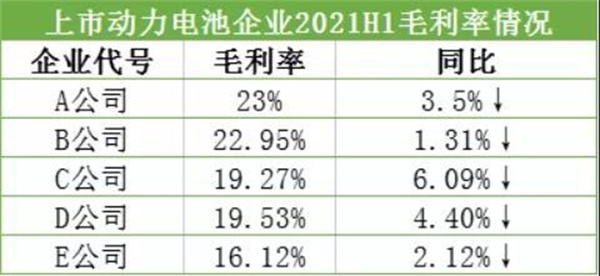 上市动力电池企业2021H1毛利率情况
企业代号 毛利率 同比
A公司 23% 3.5%↓
B公司 22.95% 1.31%↓
C公司 19.27% 6.09%↓
D公司 19.53% 4.40%↓
E公司 16.12% 2.12%↓